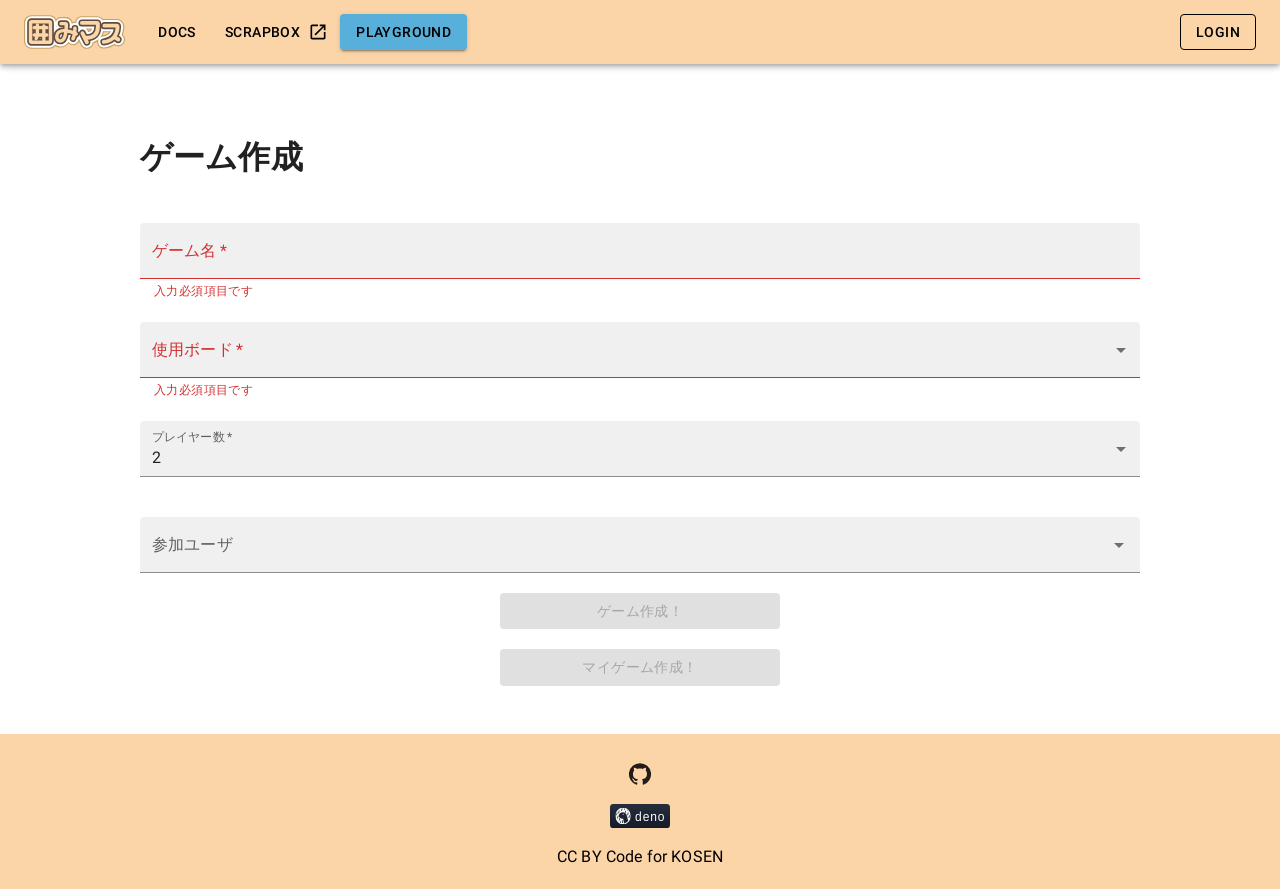 囲みマス DOCS SCRAPBOX PLAYGROUND LOGIN
ゲーム作成
ゲーム名 *
入力必須項目です
使用ボード *
入力必須項目です
プレイヤー数 *
2
参加ユーザ
ゲーム作成！
マイゲーム作成！
deno
CC BY Code for KOSEN